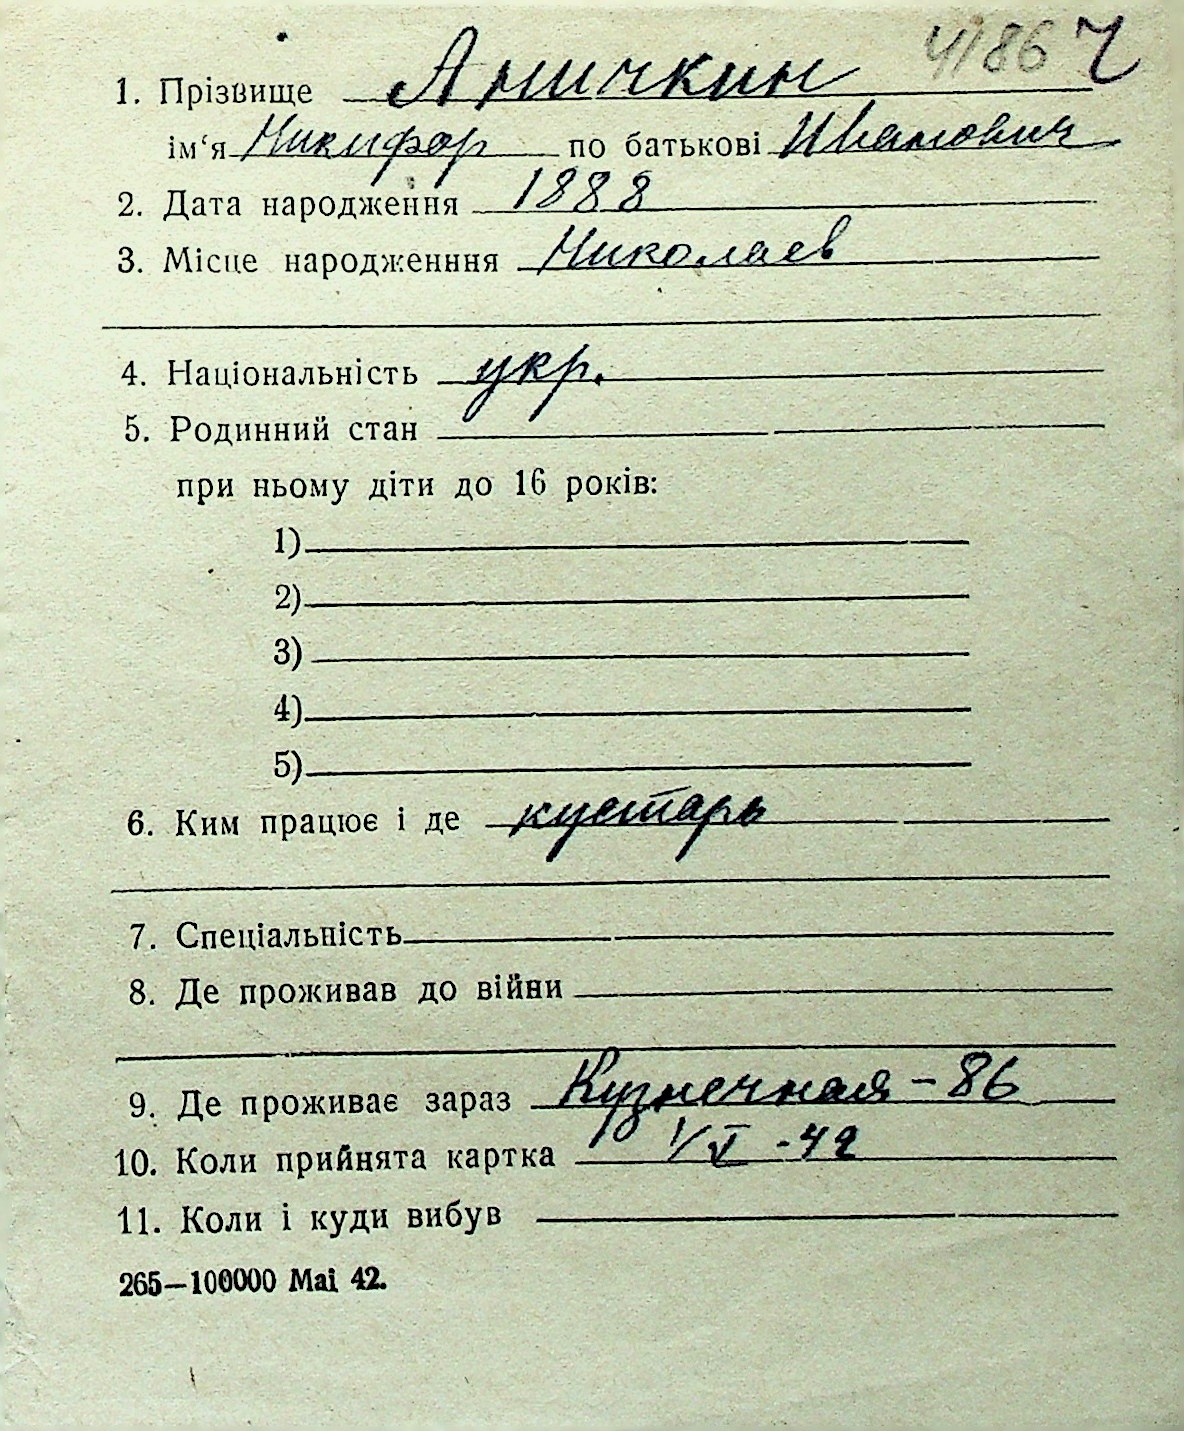 4/86 Ч
1. Прізвище Аничкин
ім‘я Никифор по батькові Иванович
2. Дата народження 1888
3. Місце народженння Николаев
4. Національність укр.
5. Родинний стан
при ньому діти до 16 років:
1)
2)
3)
4)
5)
6. Ким працює і де кустарь
7. Спеціальність
8. Де проживав до війни
9. Де проживає зараз Кузнечная - 86
10. Коли прийнята картка 1/V -42
11. Коли і куди вибув
265—100000 Mai 42.